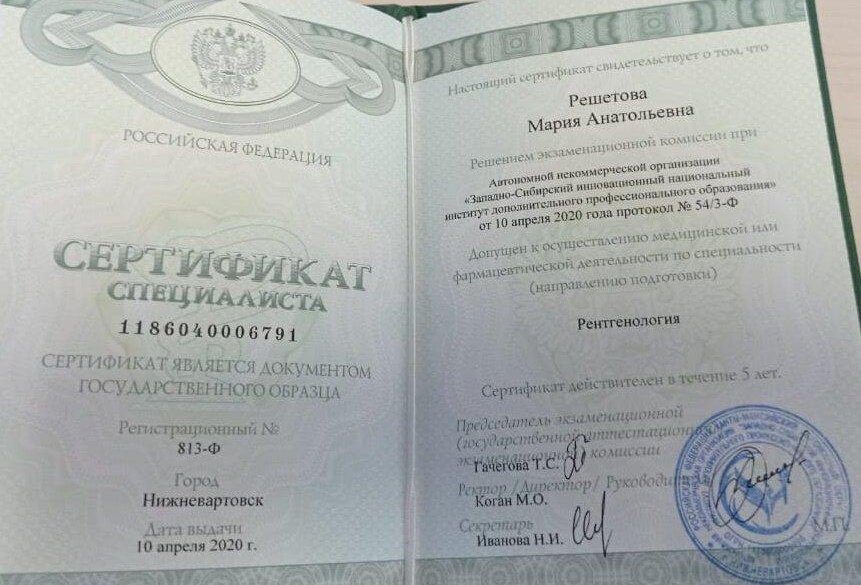 РОССИЙСКАЯ ФЕДЕРАЦИЯ
СЕРТИФИКАТ
СПЕЦИАЛИСТА
1186040006791
СЕРТИФИКАТ ЯВЛЯЕТСЯ ДОКУМЕНТОМ
ГОСУДАРСТВЕННОГО ОБРАЗЦА
Регистрационный №
813-Ф
Город
Нижневартовск
Дата выдачи
10 апреля 2020 г.
Настоящий сертификат свидетельствует о том, что
Решетова
Мария Анатольевна
Решением экзаменационной комиссии при
Автономной некоммерческой организации
«Западно-Сибирский инновационный национальный
институт дополнительного профессионального образования»
от 10 апреля 2020 года протокол № 54/3-Ф
Допущен к осуществлению медицинской или
фармацевтической деятельности по специальности
(направлению подготовки)
Рентгенология
Сертификат действителен в течение 5 лет.
Председатель экзаменационной
(государственной аттестационной
экзаменационной) комиссии
Гачегова Т.С.
Ректор /Директор/ Руководитель
Коган М.О.
Секретарь
Иванова Н.И.
М.П.